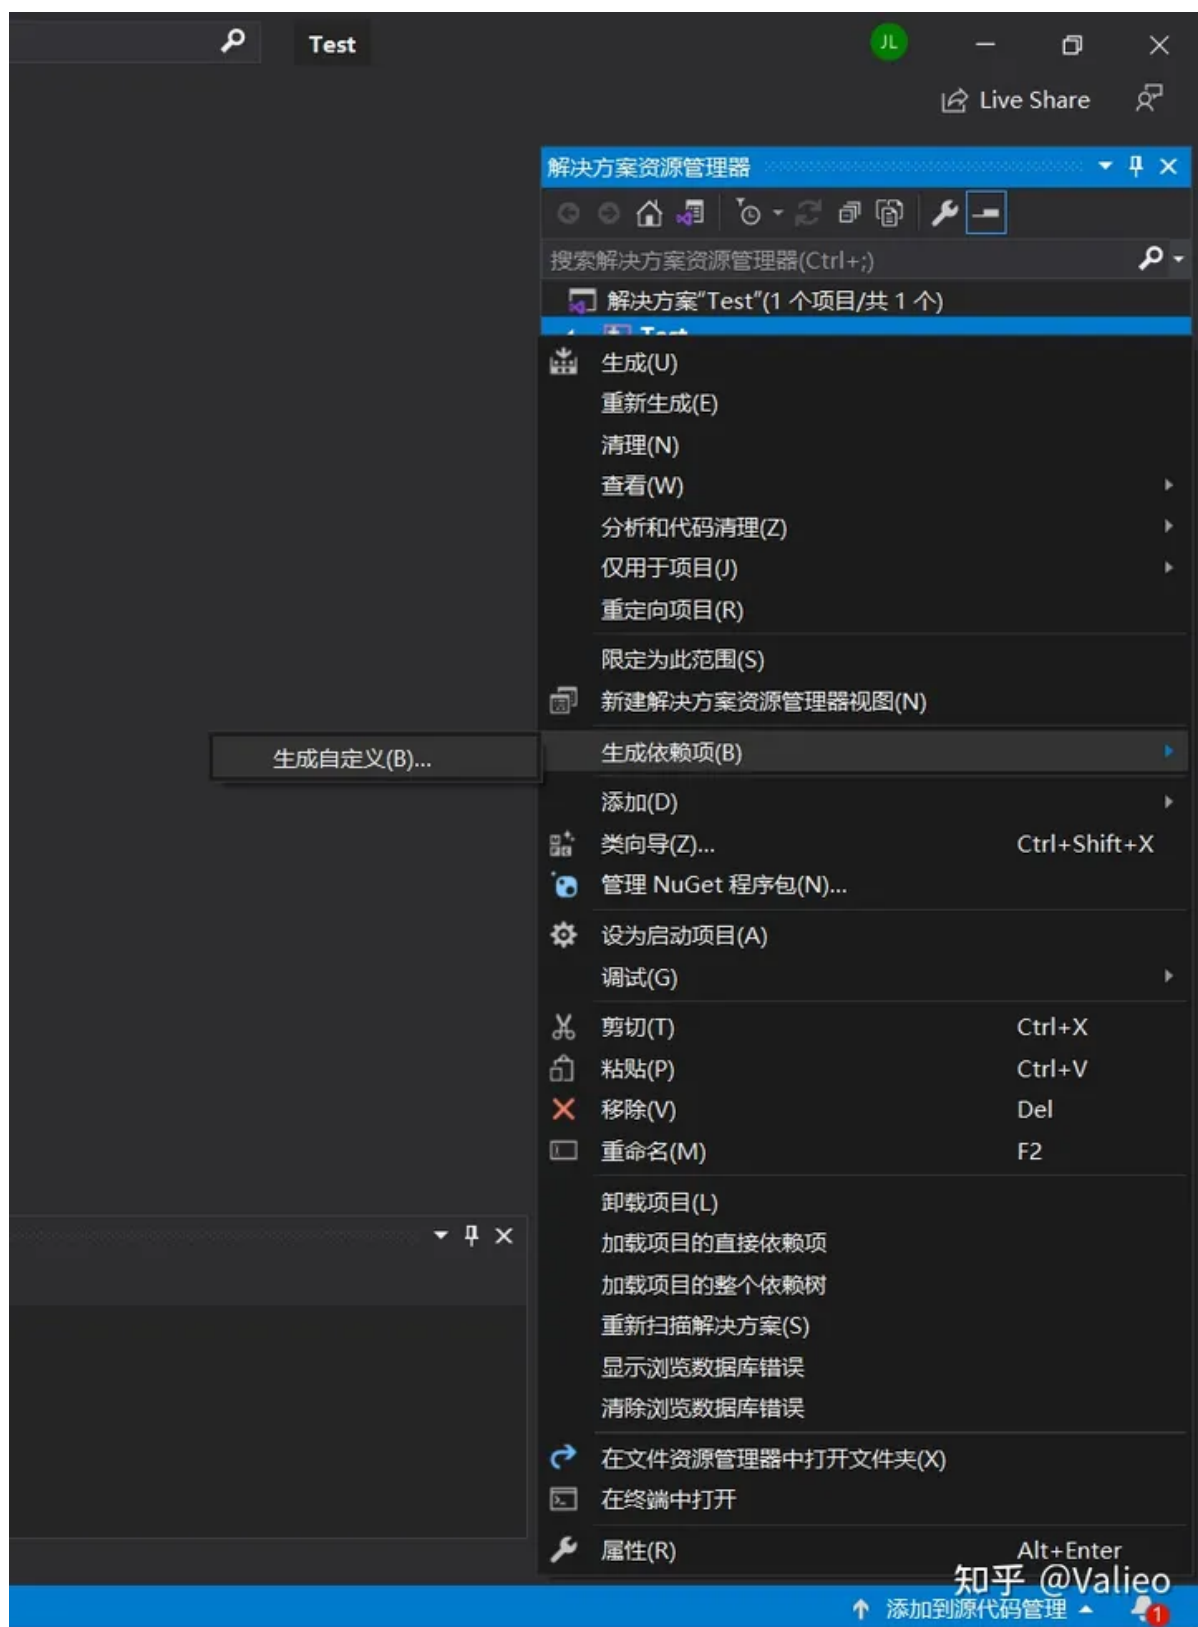 Test
JL
Live Share
解决方案资源管理器
搜索解决方案资源管理器(Ctrl+;)
解决方案"Test"(1 个项目/共 1 个)
Test
生成(U)
重新生成(E)
清理(N)
查看(W)
分析和代码清理(Z)
仅用于项目(J)
重定向项目(R)
限定为此范围(S)
新建解决方案资源管理器视图(N)
生成依赖项(B)
生成自定义(B)...
添加(D)
类向导(Z)... Ctrl+Shift+X
管理 NuGet 程序包(N)...
设为启动项目(A)
调试(G)
剪切(T) Ctrl+X
粘贴(P) Ctrl+V
移除(V) Del
重命名(M) F2
卸载项目(L)
加载项目的直接依赖项
加载项目的整个依赖树
重新扫描解决方案(S)
显示浏览数据库错误
清除浏览数据库错误
在文件资源管理器中打开文件夹(X)
在终端中打开
属性(R) Alt+Enter
知乎 @Valieo
添加到源代码管理 1